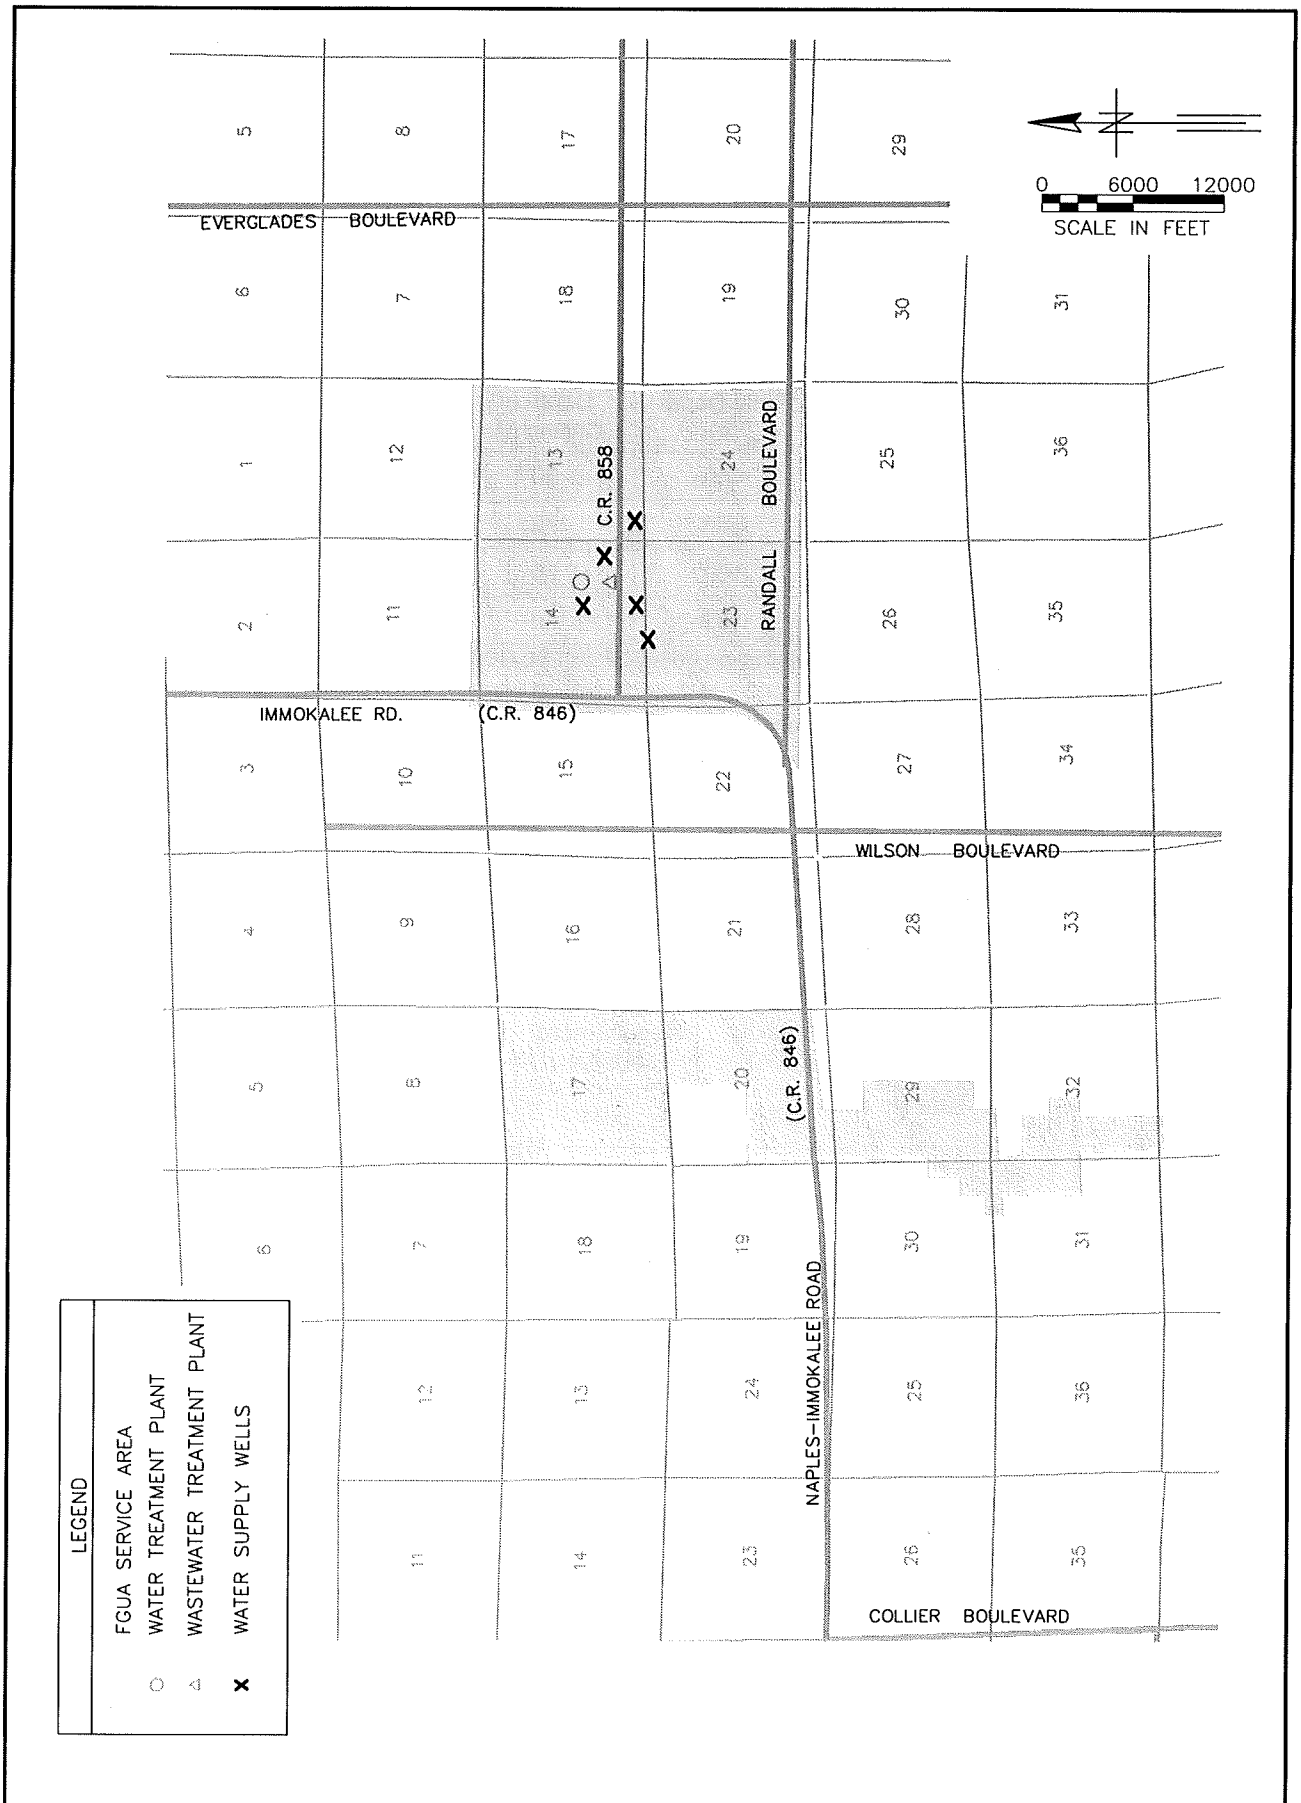 LEGEND
FGUA SERVICE AREA
WATER TREATMENT PLANT
WASTEWATER TREATMENT PLANT
WATER SUPPLY WELLS
6 5 4 3 2 1 6 5
EVERGLADES BOULEVARD
IMMOKALEE RD. (C.R. 846)
11 12 7 8 9 10 11 12 7 8
14 13 18 17 16 15 14 13 18 17
C.R. 858
23 24 19 20 21 22 23 24 19 20
RANDALL BOULEVARD
(C.R. 846)
NAPLES-IMMOKALEE ROAD
WILSON BOULEVARD
COLLIER BOULEVARD
26 25 30 29 28 27 26 25 30 29
35 36 31 32 33 34 35 36 31
N
0 6000 12000
SCALE IN FEET